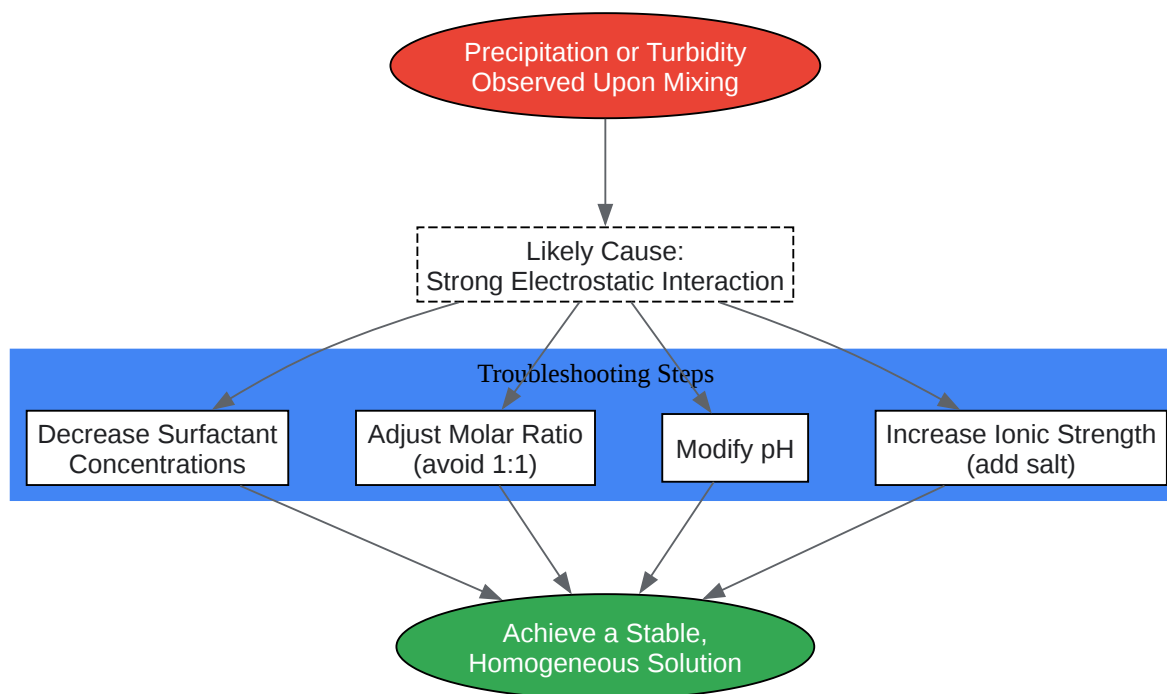 Precipitation or Turbidity
Observed Upon Mixing
Likely Cause:
Strong Electrostatic Interaction
Troubleshooting Steps
Decrease Surfactant
Concentrations
Adjust Molar Ratio
(avoid 1:1)
Modify pH
Increase Ionic Strength
(add salt)
Achieve a Stable,
Homogeneous Solution